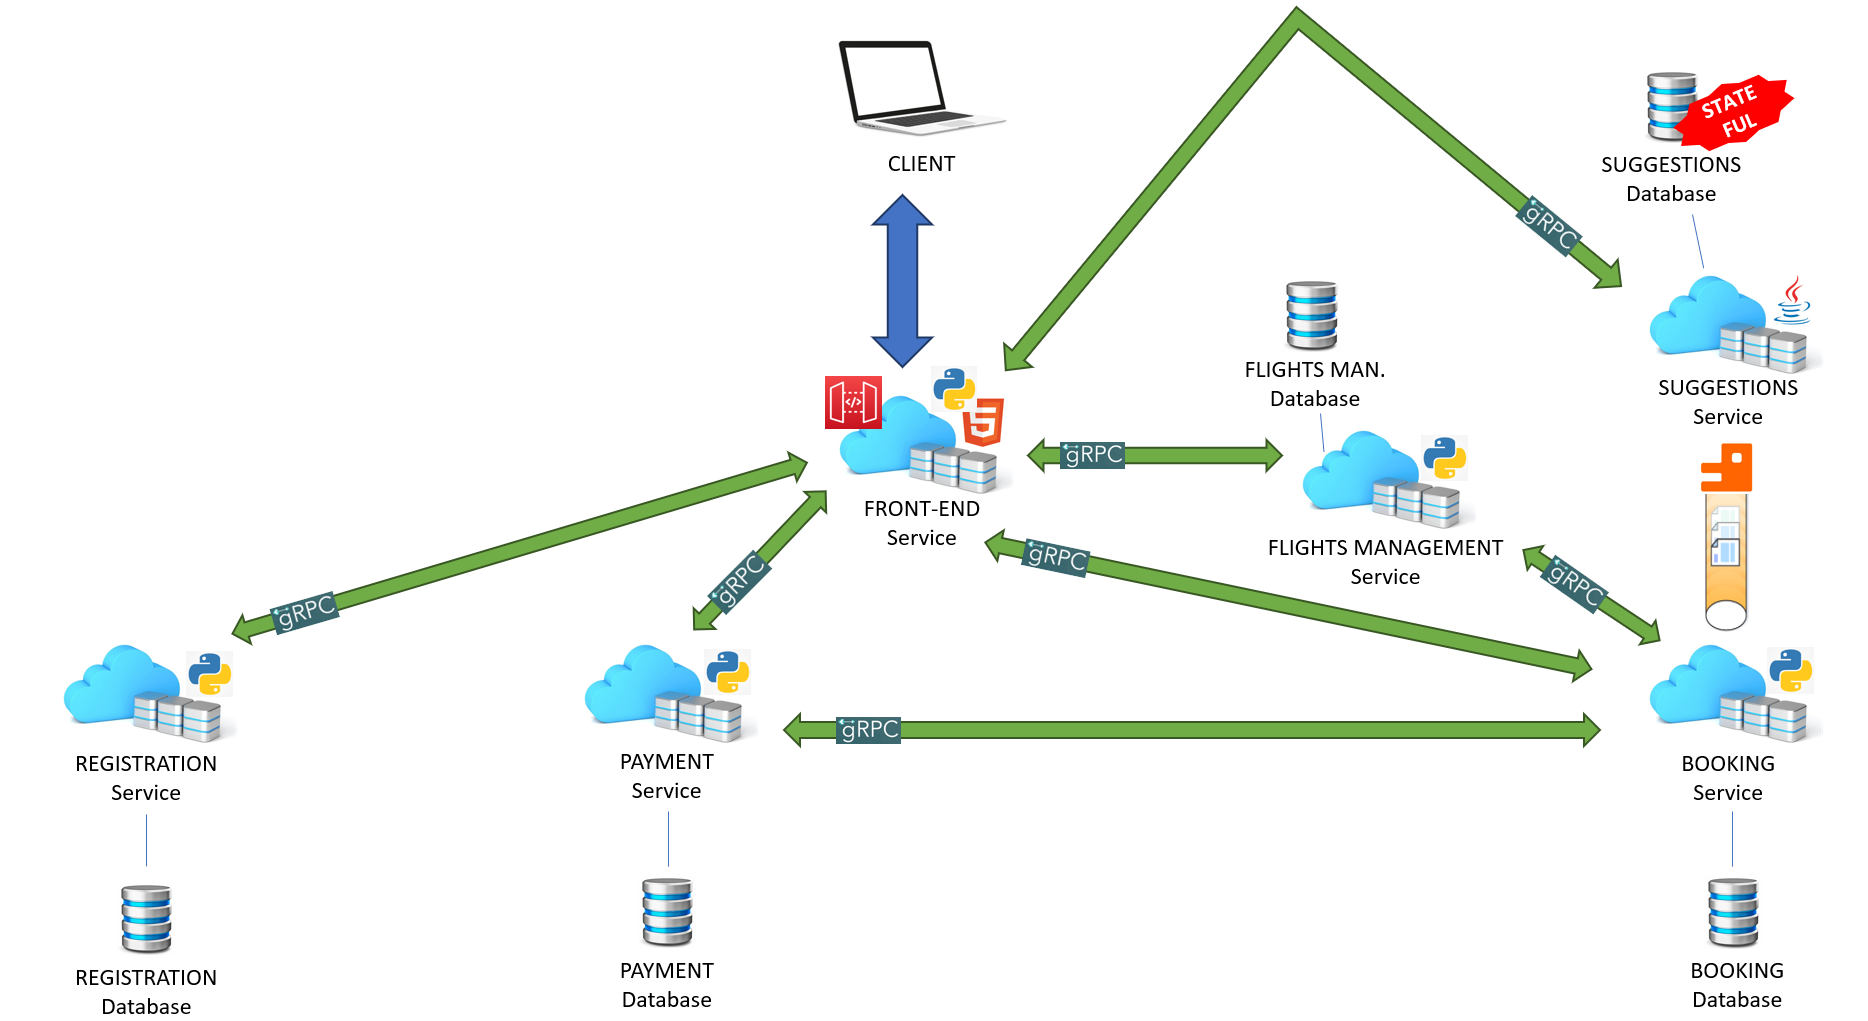 CLIENT
STATE
FUL
SUGGESTIONS
Database
gRPC
FLIGHTS MAN.
Database
SUGGESTIONS
Service
</>
5
gRPC
FRONT-END
Service
gRPC
FLIGHTS MANAGEMENT
Service
gRPC
gRPC
gRPC
gRPC
REGISTRATION
Service
PAYMENT
Service
BOOKING
Service
REGISTRATION
Database
PAYMENT
Database
BOOKING
Database